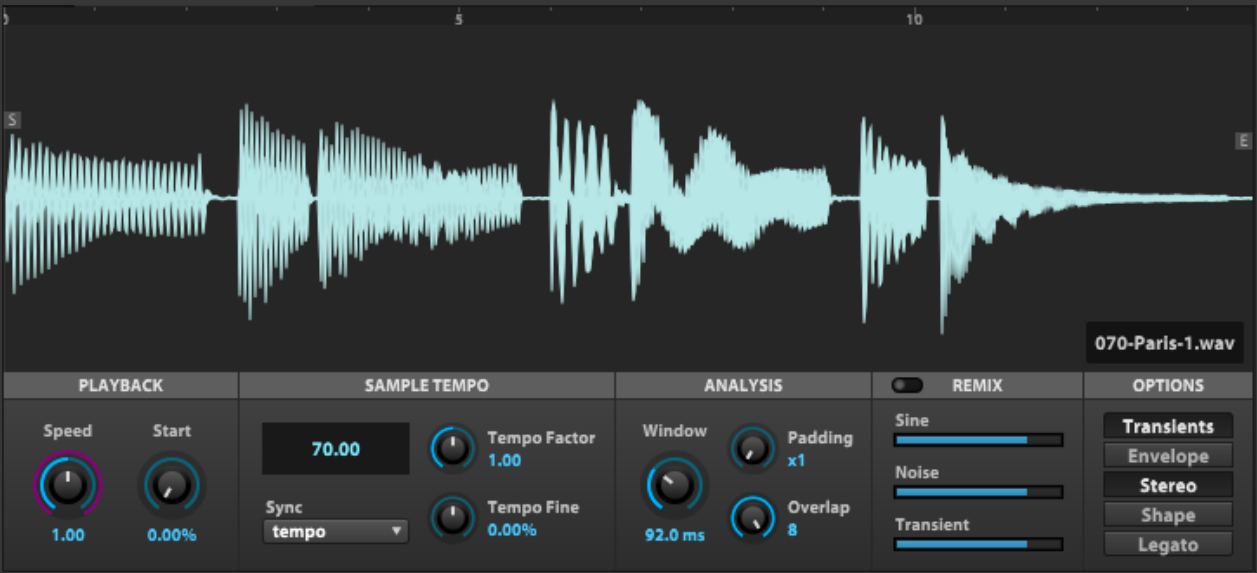 0 5 10
S
E
070-Paris-1.wav
PLAYBACK SAMPLE TEMPO ANALYSIS REMIX OPTIONS
Speed Start
1.00 0.00%
70.00
Tempo Factor
1.00
Sync
tempo
Tempo Fine
0.00%
Window
92.0 ms
Padding
x1
Overlap
8
Sine
Noise
Transient
Transients
Envelope
Stereo
Shape
Legato